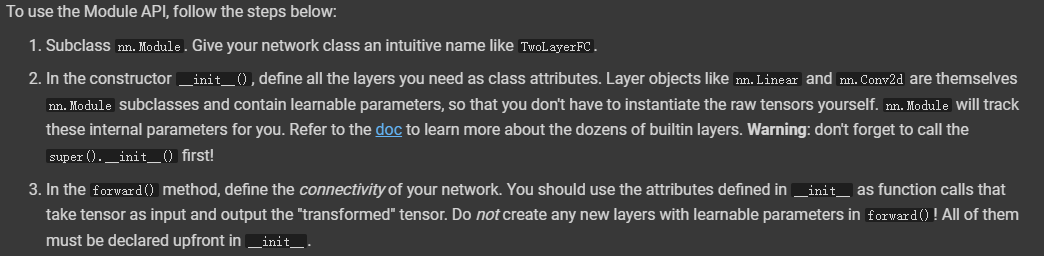 To use the Module API, follow the steps below:
1. Subclass nn.Module. Give your network class an intuitive name like TwoLayerFC.
2. In the constructor __init__(), define all the layers you need as class attributes. Layer objects like nn.Linear and nn.Conv2d are themselves
nn.Module subclasses and contain learnable parameters, so that you don't have to instantiate the raw tensors yourself. nn.Module will track
these internal parameters for you. Refer to the doc to learn more about the dozens of builtin layers. Warning: don't forget to call the
super().__init__() first!
3. In the forward() method, define the connectivity of your network. You should use the attributes defined in __init__ as function calls that
take tensor as input and output the "transformed" tensor. Do not create any new layers with learnable parameters in forward()! All of them
must be declared upfront in __init__.